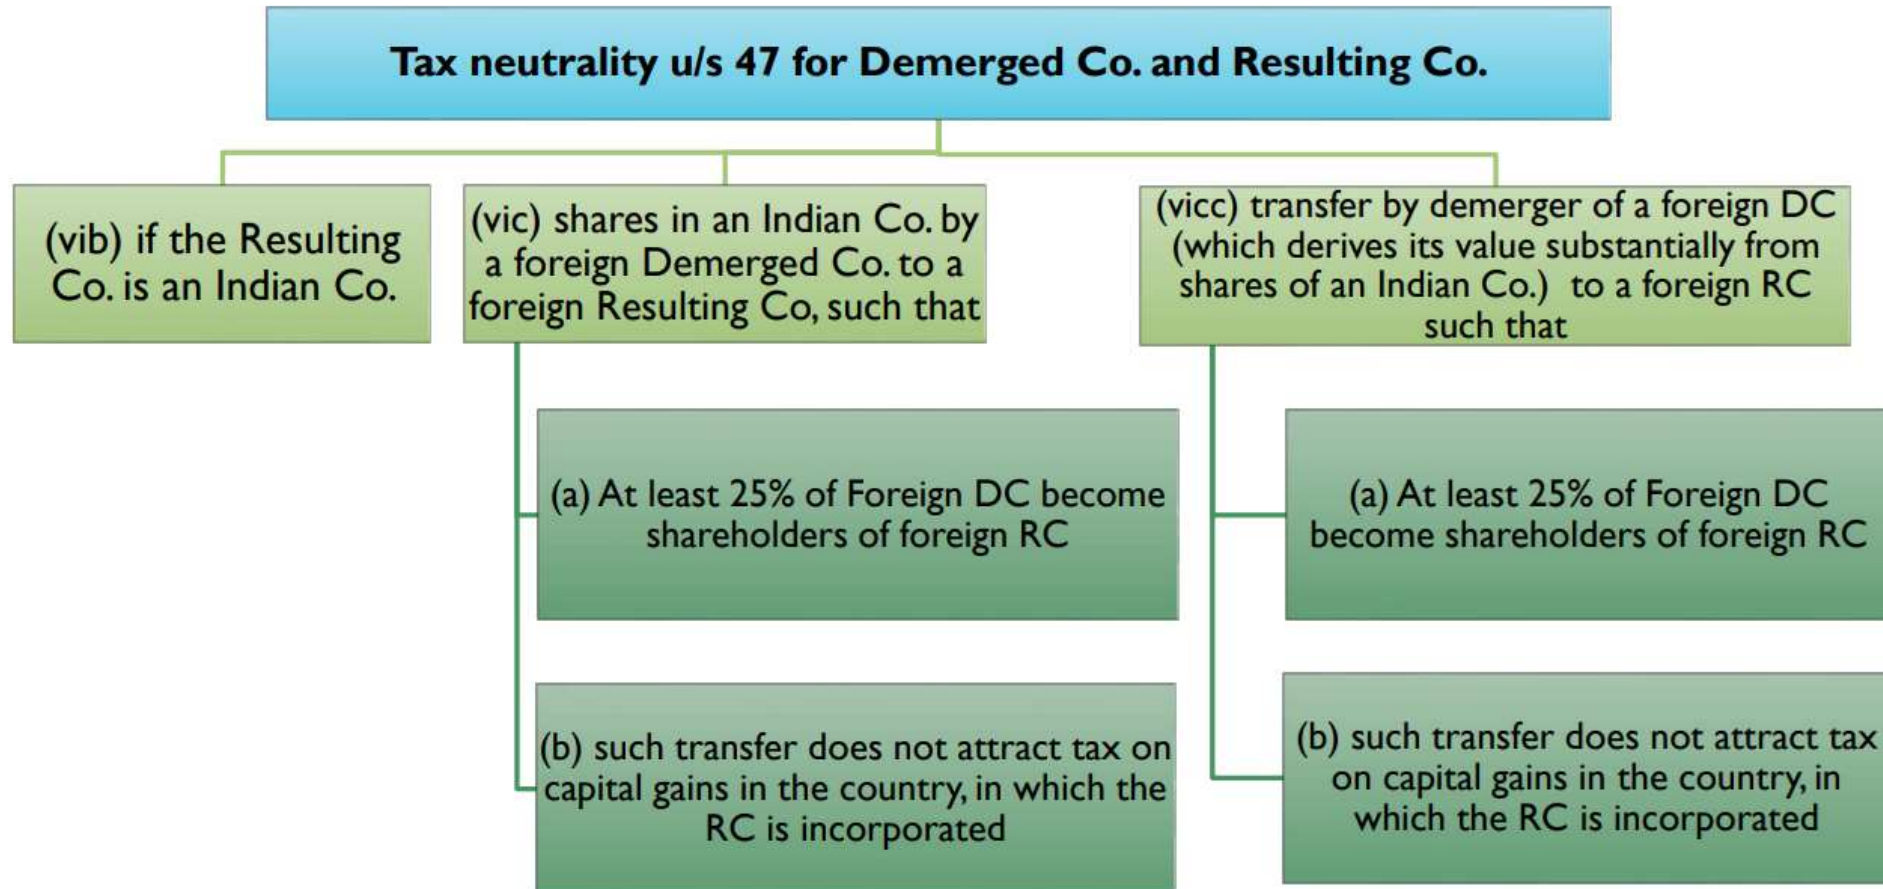 Tax neutrality u/s 47 for Demerged Co. and Resulting Co.
(vib) if the Resulting
Co. is an Indian Co.
(vic) shares in an Indian Co. by
a foreign Demerged Co. to a
foreign Resulting Co, such that
(a) At least 25% of Foreign DC become
shareholders of foreign RC
(b) such transfer does not attract tax on
capital gains in the country, in which the
RC is incorporated
(vicc) transfer by demerger of a foreign DC
(which derives its value substantially from
shares of an Indian Co.) to a foreign RC
such that
(a) At least 25% of Foreign DC
become shareholders of foreign RC
(b) such transfer does not attract tax
on capital gains in the country, in
which the RC is incorporated